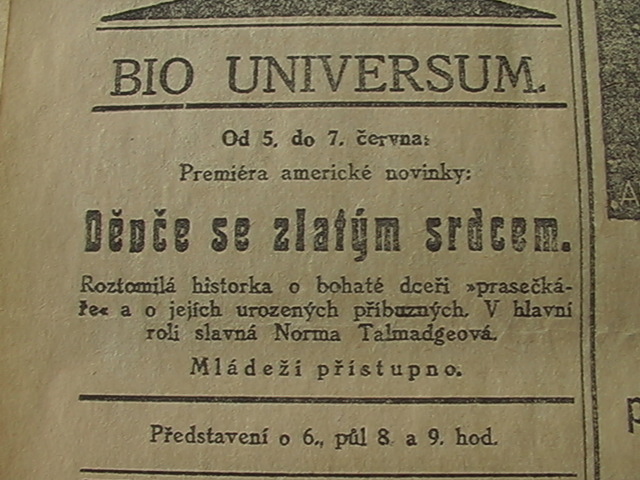 BIO UNIVERSUM.
Od 5. do 7. června:
Premiéra americké novinky:
Děvče se zlatým srdcem.
Roztomilá historka o bohaté dceři »prasečká-
ře« a o jejích urozených příbuzných. V hlavní
roli slavná Norma Talmadgeová.
Mládeži přístupno.
Představení o 6., půl 8. a 9. hod.